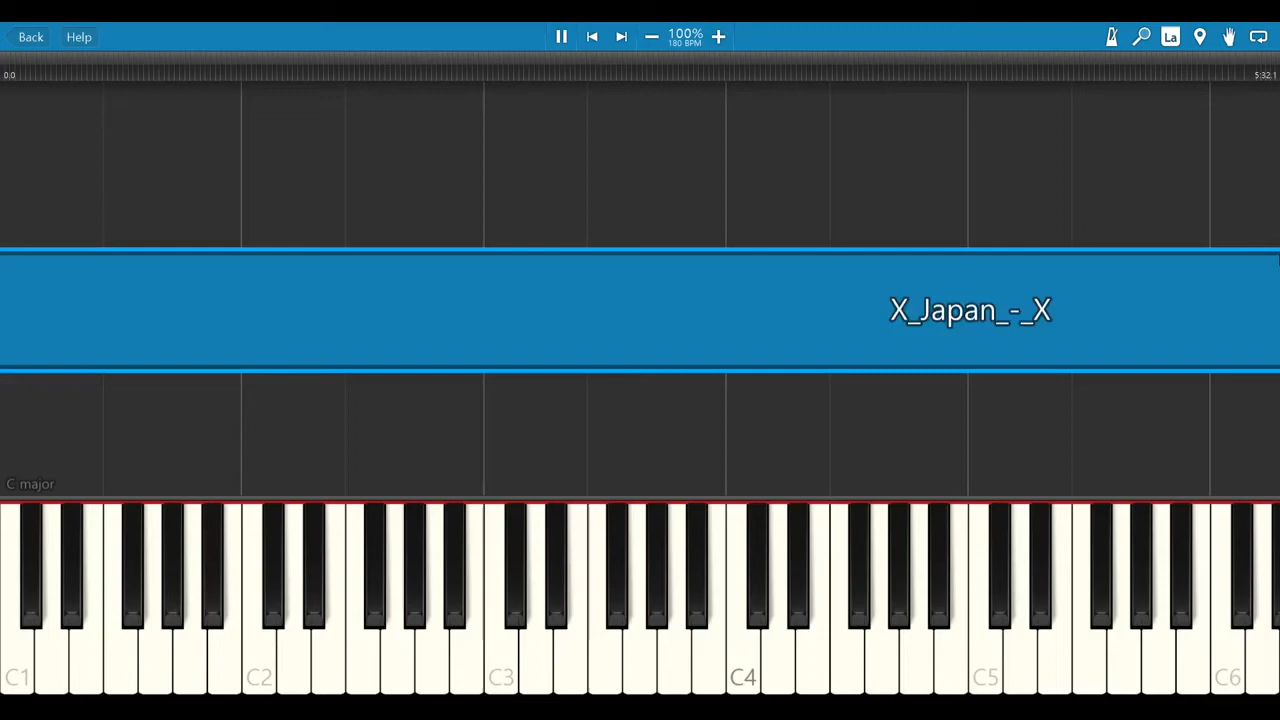 Back Help 100% La
180 BPM
0.0 5:32.1
X_Japan_-_X
C major
C1 C2 C3 C4 C5 C6